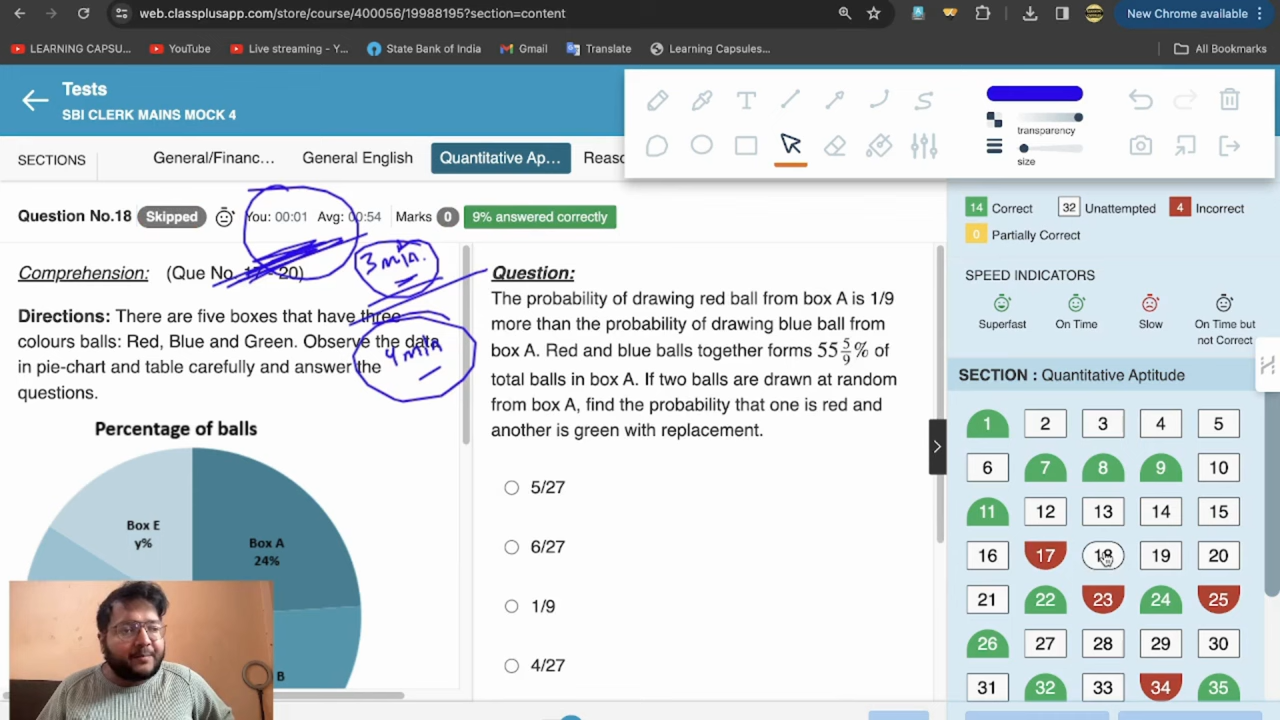 web.classplusapp.com/store/course/400056/19988195?section=content
New Chrome available
LEARNING CAPSU...
YouTube
Live streaming - Y...
State Bank of India
Gmail
Translate
Learning Capsules...
All Bookmarks
Tests
SBI CLERK MAINS MOCK 4
transparency
size
SECTIONS
General/Financ...
General English
Quantitative Ap...
Reaso
Question No.18
Skipped
You: 00:01 Avg: 00:54
Marks 0
9% answered correctly
14 Correct
32 Unattempted
4 Incorrect
0 Partially Correct
Comprehension: (Que No. 17 - 20)
3 min.
Directions: There are five boxes that have three
colours balls: Red, Blue and Green. Observe the data
in pie-chart and table carefully and answer the
questions.
4 min
Percentage of balls
Box E
y%
Box A
24%
B
Question:
The probability of drawing red ball from box A is 1/9
more than the probability of drawing blue ball from
box A. Red and blue balls together forms 55 5/9% of
total balls in box A. If two balls are drawn at random
from box A, find the probability that one is red and
another is green with replacement.
5/27
6/27
1/9
4/27
SPEED INDICATORS
Superfast
On Time
Slow
On Time but
not Correct
SECTION : Quantitative Aptitude
1 2 3 4 5
6 7 8 9 10
11 12 13 14 15
16 17 18 19 20
21 22 23 24 25
26 27 28 29 30
31 32 33 34 35